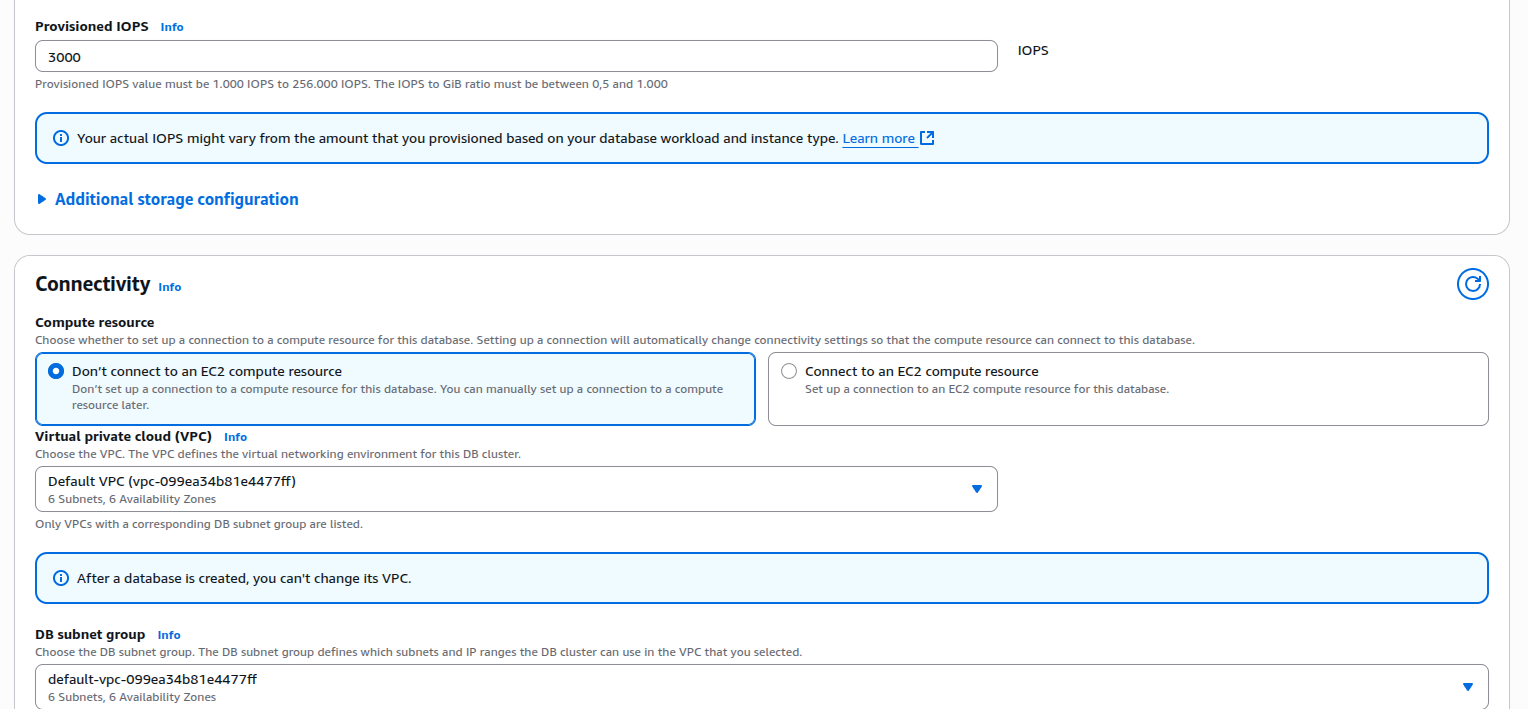 Provisioned IOPS Info
3000
IOPS
Provisioned IOPS value must be 1.000 IOPS to 256.000 IOPS. The IOPS to GiB ratio must be between 0,5 and 1.000
Your actual IOPS might vary from the amount that you provisioned based on your database workload and instance type. Learn more
Additional storage configuration
Connectivity Info
Compute resource
Choose whether to set up a connection to a compute resource for this database. Setting up a connection will automatically change connectivity settings so that the compute resource can connect to this database.
Don't connect to an EC2 compute resource
Don't set up a connection to a compute resource for this database. You can manually set up a connection to a compute
resource later.
Connect to an EC2 compute resource
Set up a connection to an EC2 compute resource for this database.
Virtual private cloud (VPC) Info
Choose the VPC. The VPC defines the virtual networking environment for this DB cluster.
Default VPC (vpc-099ea34b81e4477ff)
6 Subnets, 6 Availability Zones
Only VPCs with a corresponding DB subnet group are listed.
After a database is created, you can't change its VPC.
DB subnet group Info
Choose the DB subnet group. The DB subnet group defines which subnets and IP ranges the DB cluster can use in the VPC that you selected.
default-vpc-099ea34b81e4477ff
6 Subnets, 6 Availability Zones